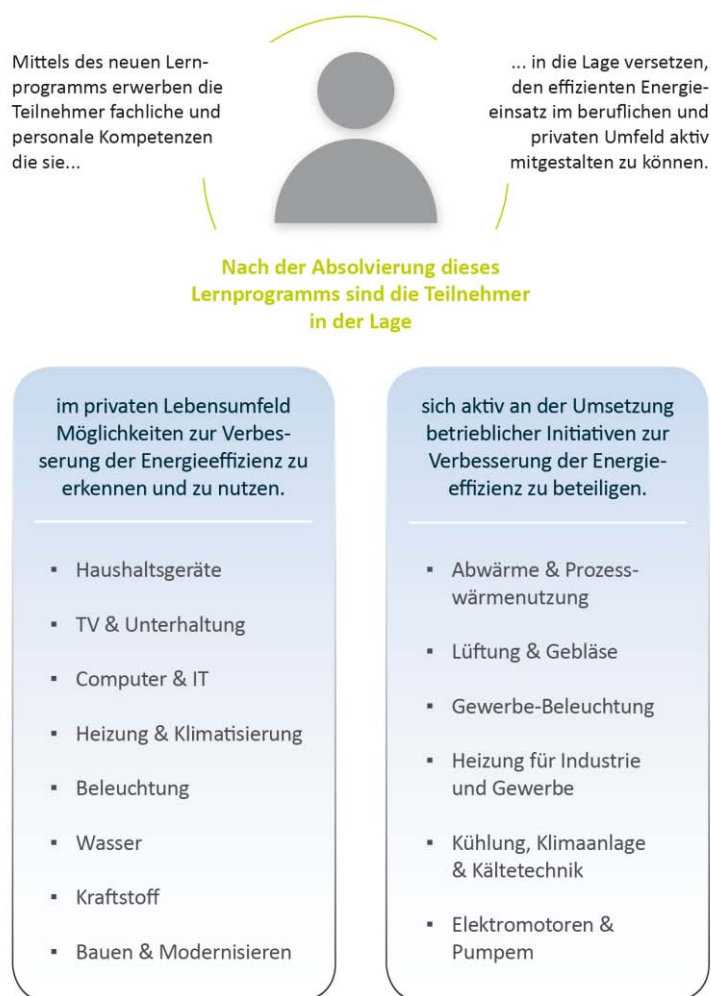 Mittels des neuen Lern-
programms erwerben die
Teilnehmer fachliche und
personale Kompetenzen
die sie...
... in die Lage versetzen,
den effizienten Energie-
einsatz im beruflichen und
privaten Umfeld aktiv
mitgestalten zu können.
Nach der Absolvierung dieses
Lernprogramms sind die Teilnehmer
in der Lage
im privaten Lebensumfeld
Möglichkeiten zur Verbes-
serung der Energieeffizienz zu
erkennen und zu nutzen.
▪ Haushaltsgeräte
▪ TV & Unterhaltung
▪ Computer & IT
▪ Heizung & Klimatisierung
▪ Beleuchtung
▪ Wasser
▪ Kraftstoff
▪ Bauen & Modernisieren
sich aktiv an der Umsetzung
betrieblicher Initiativen zur
Verbesserung der Energie-
effizienz zu beteiligen.
▪ Abwärme & Prozess-
wärmenutzung
▪ Lüftung & Gebläse
▪ Gewerbe-Beleuchtung
▪ Heizung für Industrie
und Gewerbe
▪ Kühlung, Klimaanlage
& Kältetechnik
▪ Elektromotoren &
Pumpem